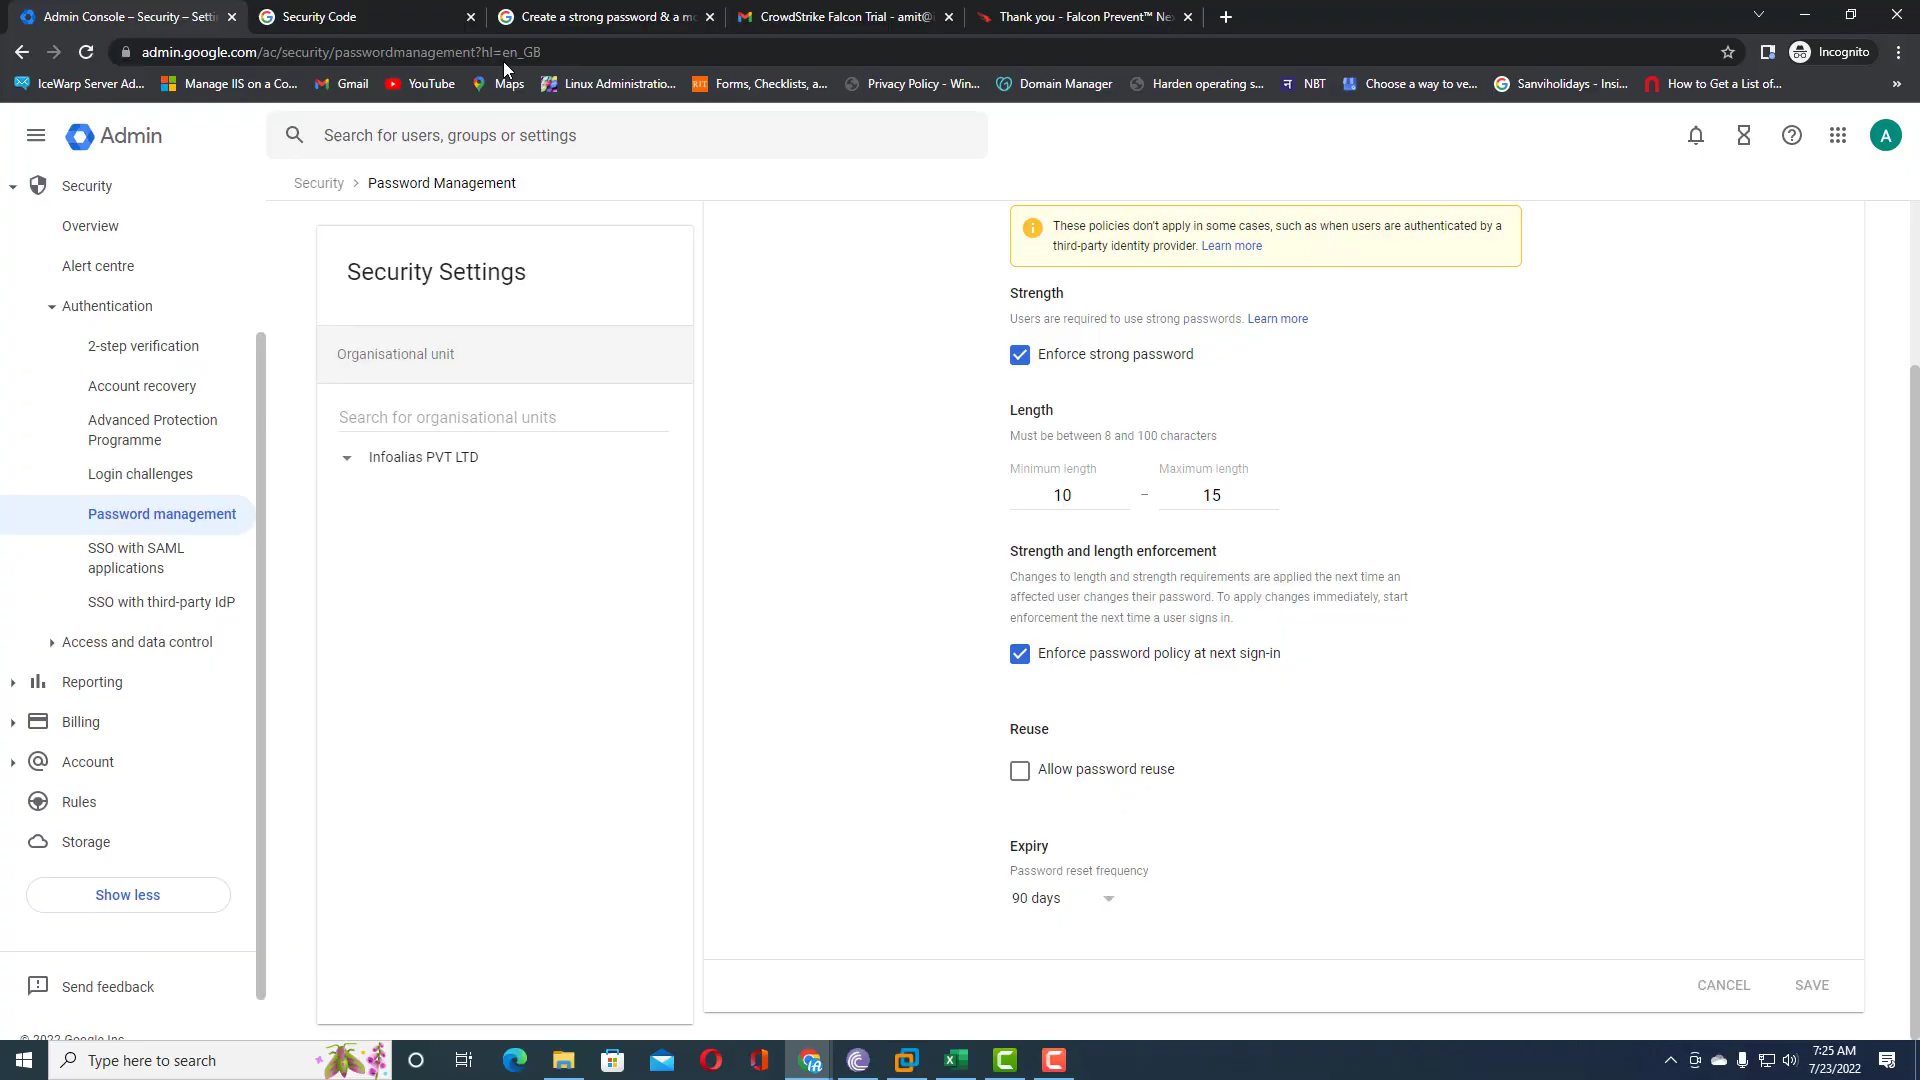 Admin Console – Security – Setti
Security Code
Create a strong password & a mo
CrowdStrike Falcon Trial - amit@
Thank you - Falcon Prevent™ Ne
admin.google.com/ac/security/passwordmanagement?hl=en_GB
Incognito
IceWarp Server Ad...
Manage IIS on a Co...
Gmail
YouTube
Maps
Linux Administratio...
Forms, Checklists, a...
Privacy Policy - Win...
Domain Manager
Harden operating s...
NBT
Choose a way to ve...
Sanviholidays - Insi...
How to Get a List of...
»
Admin
Search for users, groups or settings
A
Security
Overview
Alert centre
Authentication
2-step verification
Account recovery
Advanced Protection
Programme
Login challenges
Password management
SSO with SAML
applications
SSO with third-party IdP
Access and data control
Reporting
Billing
Account
Rules
Storage
Show less
Send feedback
© 2022 Google Inc.
Security > Password Management
Security Settings
Organisational unit
Search for organisational units
Infoalias PVT LTD
These policies don't apply in some cases, such as when users are authenticated by a
third-party identity provider. Learn more
Strength
Users are required to use strong passwords. Learn more
Enforce strong password
Length
Must be between 8 and 100 characters
Minimum length Maximum length
10 – 15
Strength and length enforcement
Changes to length and strength requirements are applied the next time an
affected user changes their password. To apply changes immediately, start
enforcement the next time a user signs in.
Enforce password policy at next sign-in
Reuse
Allow password reuse
Expiry
Password reset frequency
90 days
CANCEL SAVE
Type here to search
7:25 AM
7/23/2022